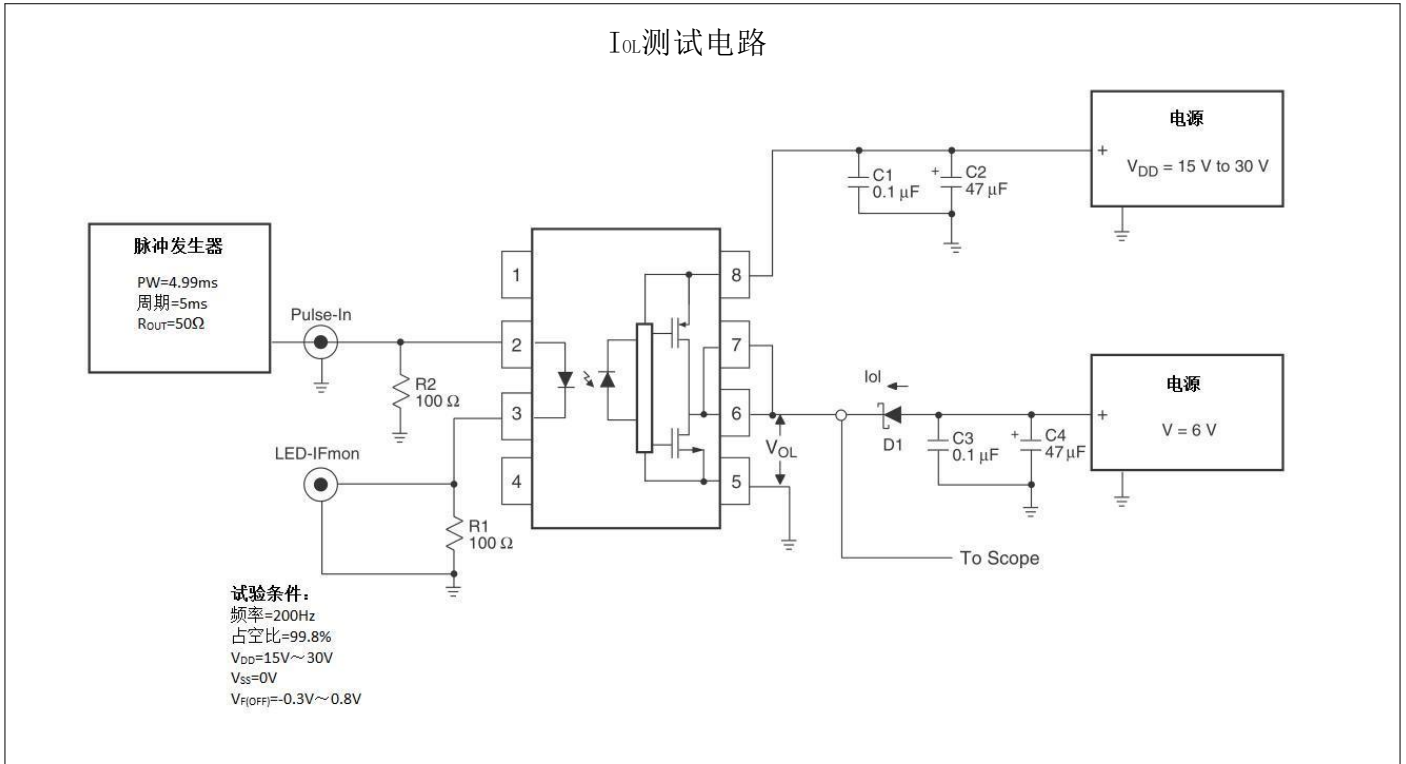 IOL测试电路
电源
+
VDD = 15 V to 30 V
C1
0.1 μF
+
C2
47 μF
脉冲发生器
PW=4.99ms
周期=5ms
ROUT=50Ω
Pulse-In
R2
100 Ω
LED-IFmon
R1
100 Ω
1
2
3
4
8
7
6
5
VOL
Iol
D1
C3
0.1 μF
+
C4
47 μF
电源
+
V = 6 V
To Scope
试验条件：
频率=200Hz
占空比=99.8%
VDD=15V～30V
VSS=0V
VF(OFF)=-0.3V～0.8V